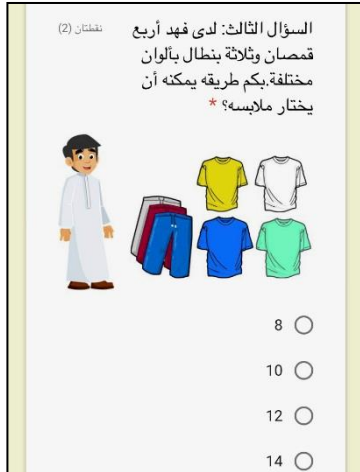 السؤال الثالث: لدى فهد أربع
نقطتان (2)
قمصان وثلاثة بنطال بألوان
مختلفة.بكم طريقه يمكنه أن
يختار ملابسه؟ *
8
10
12
14